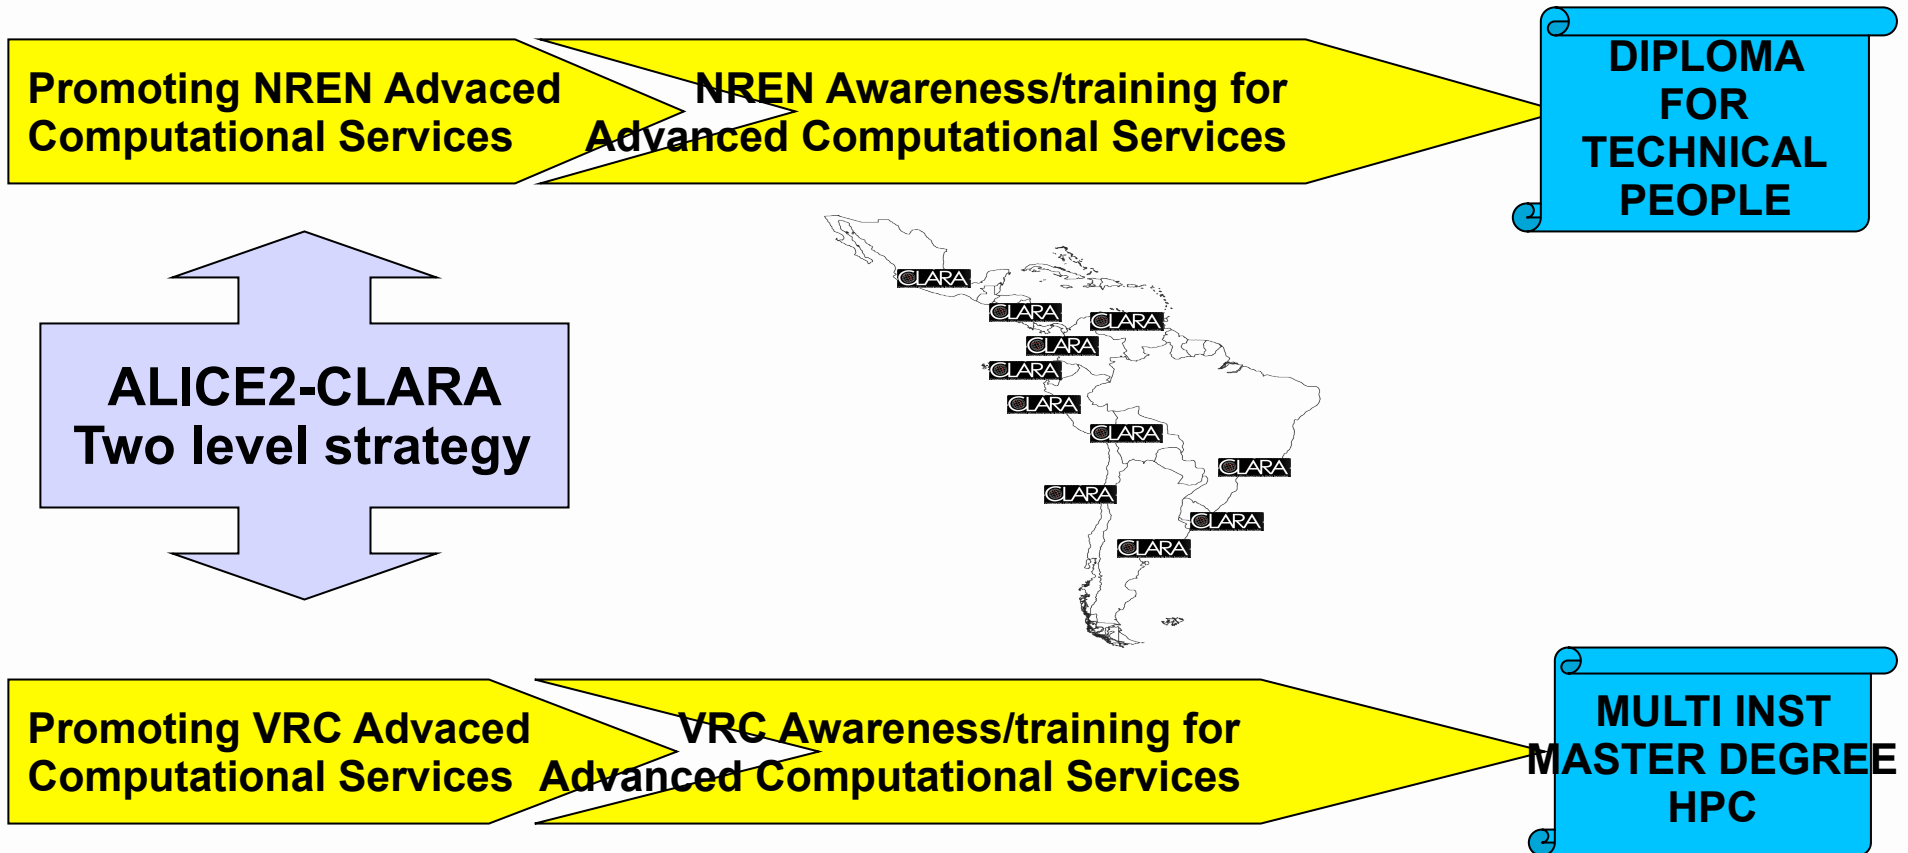 Promoting NREN Advaced
Computational Services
NREN Awareness/training for
Advanced Computational Services
DIPLOMA
FOR
TECHNICAL
PEOPLE
ALICE2-CLARA
Two level strategy
CLARA
CLARA
CLARA
CLARA
CLARA
CLARA
CLARA
CLARA
CLARA
CLARA
CLARA
Promoting VRC Advaced
Computational Services
VRC Awareness/training for
Advanced Computational Services
MULTI INST
MASTER DEGREE
HPC